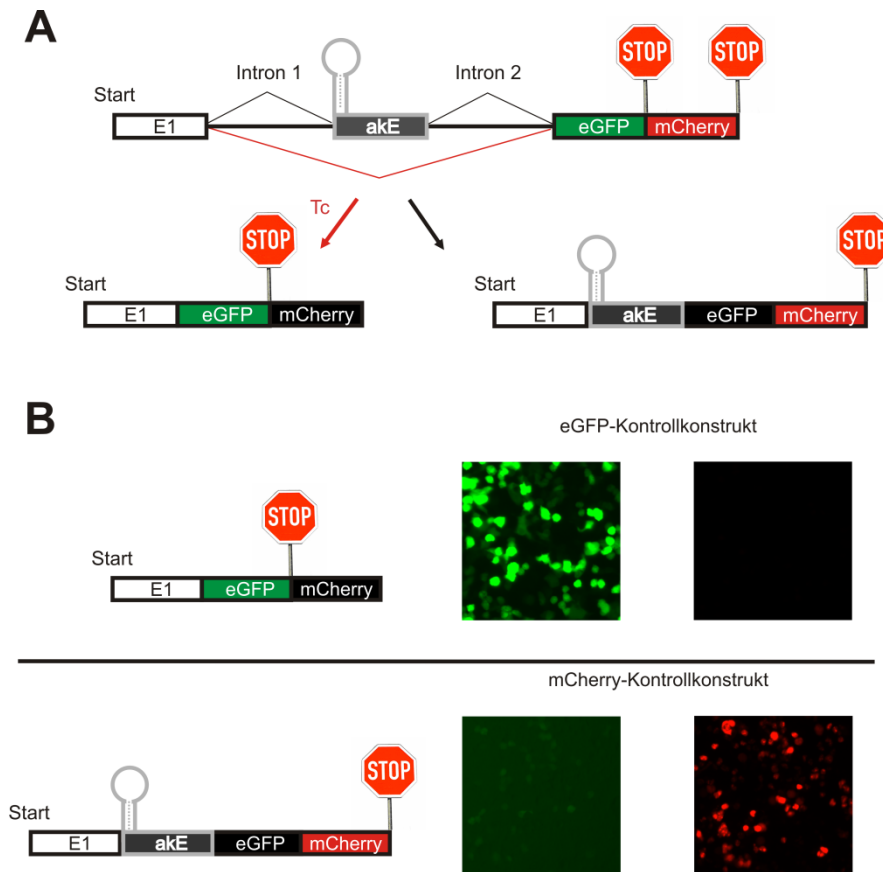 A
STOP STOP
Intron 1 Intron 2
Start
E1 akE eGFP mCherry
Tc
STOP STOP
Start Start
E1 eGFP mCherry E1 akE eGFP mCherry
B
eGFP-Kontrollkonstrukt
STOP
Start
E1 eGFP mCherry
mCherry-Kontrollkonstrukt
STOP
Start
E1 akE eGFP mCherry